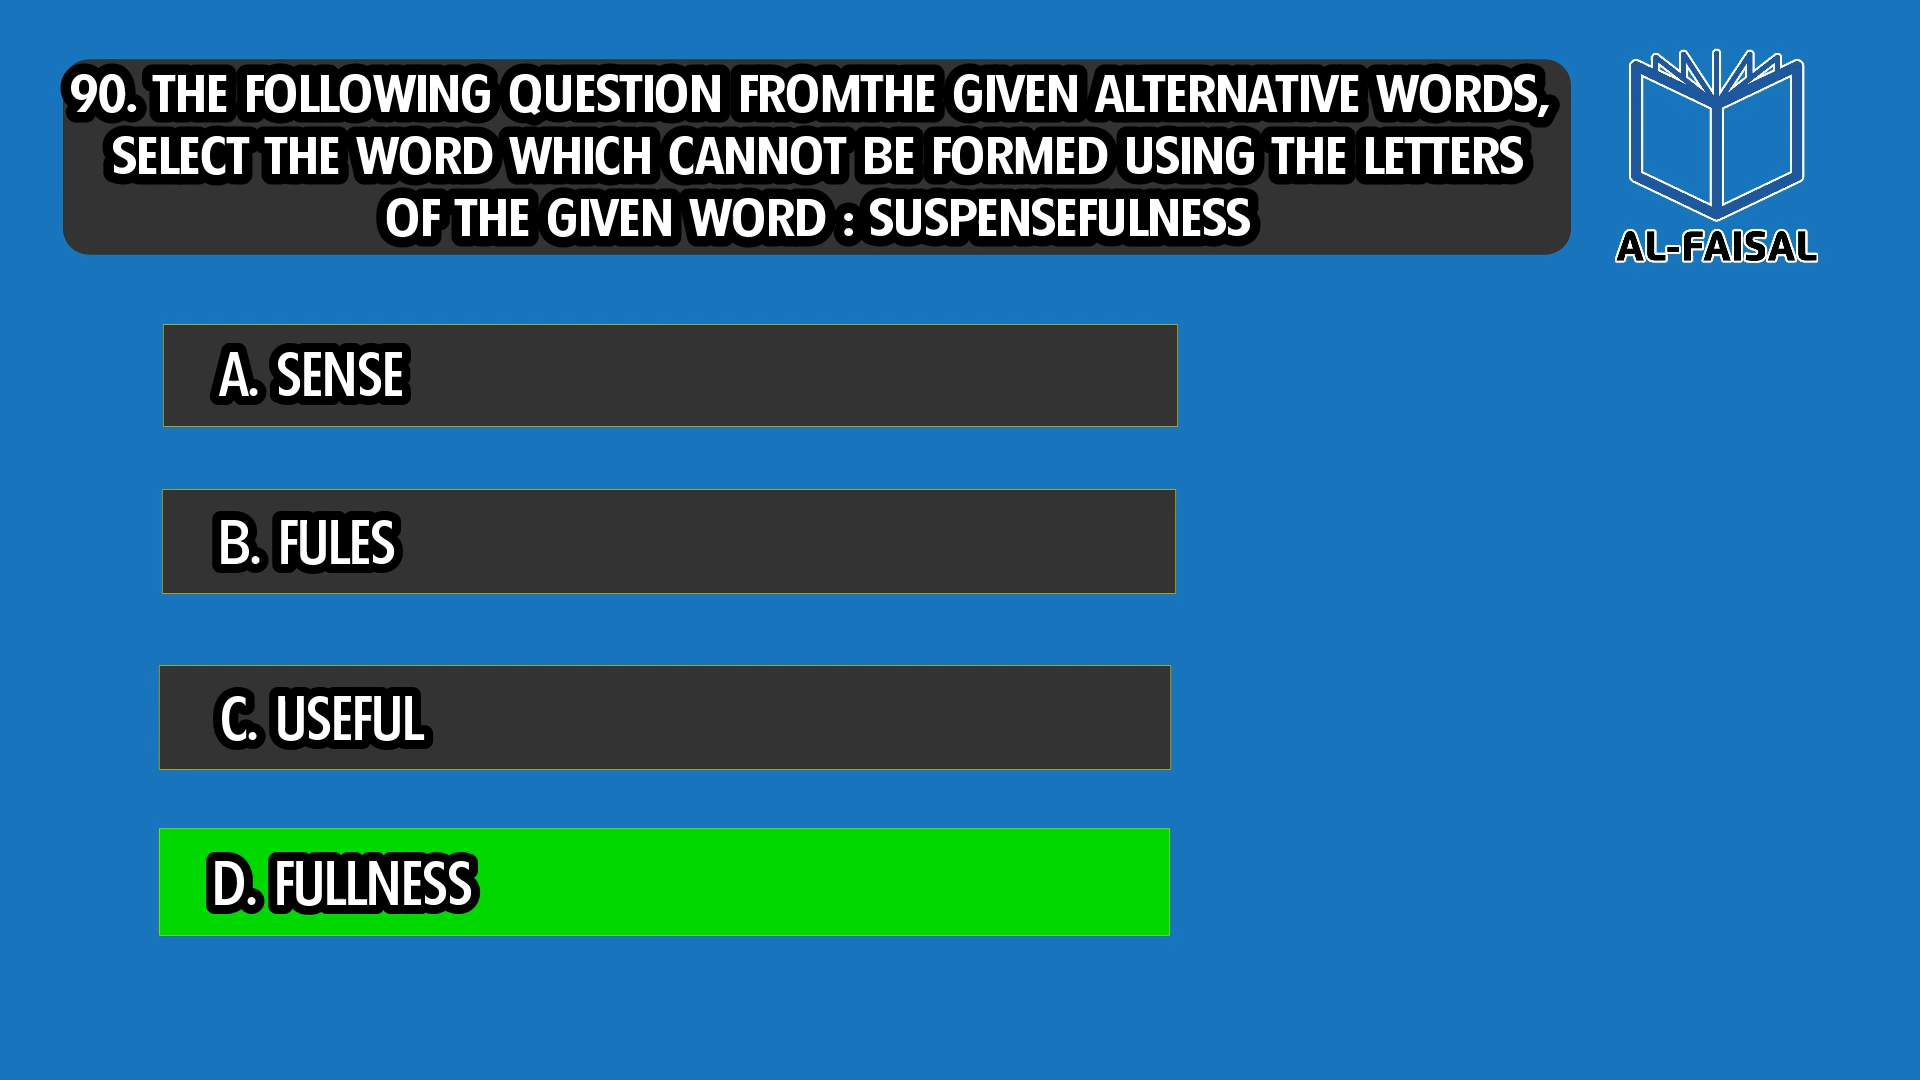 90. THE FOLLOWING QUESTION FROMTHE GIVEN ALTERNATIVE WORDS,
SELECT THE WORD WHICH CANNOT BE FORMED USING THE LETTERS
OF THE GIVEN WORD : SUSPENSEFULNESS
AL-FAISAL
A. SENSE
B. FULES
C. USEFUL
D. FULLNESS